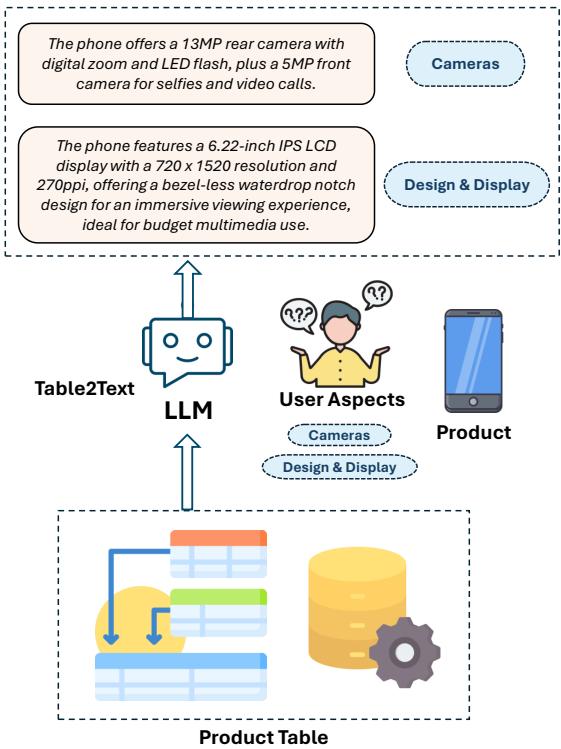 The phone offers a 13MP rear camera with
digital zoom and LED flash, plus a 5MP front
camera for selfies and video calls.
Cameras
The phone features a 6.22-inch IPS LCD
display with a 720 x 1520 resolution and
270ppi, offering a bezel-less waterdrop notch
design for an immersive viewing experience,
ideal for budget multimedia use.
Design & Display
???
??
Table2Text
LLM
User Aspects
Cameras
Design & Display
Product
Product Table